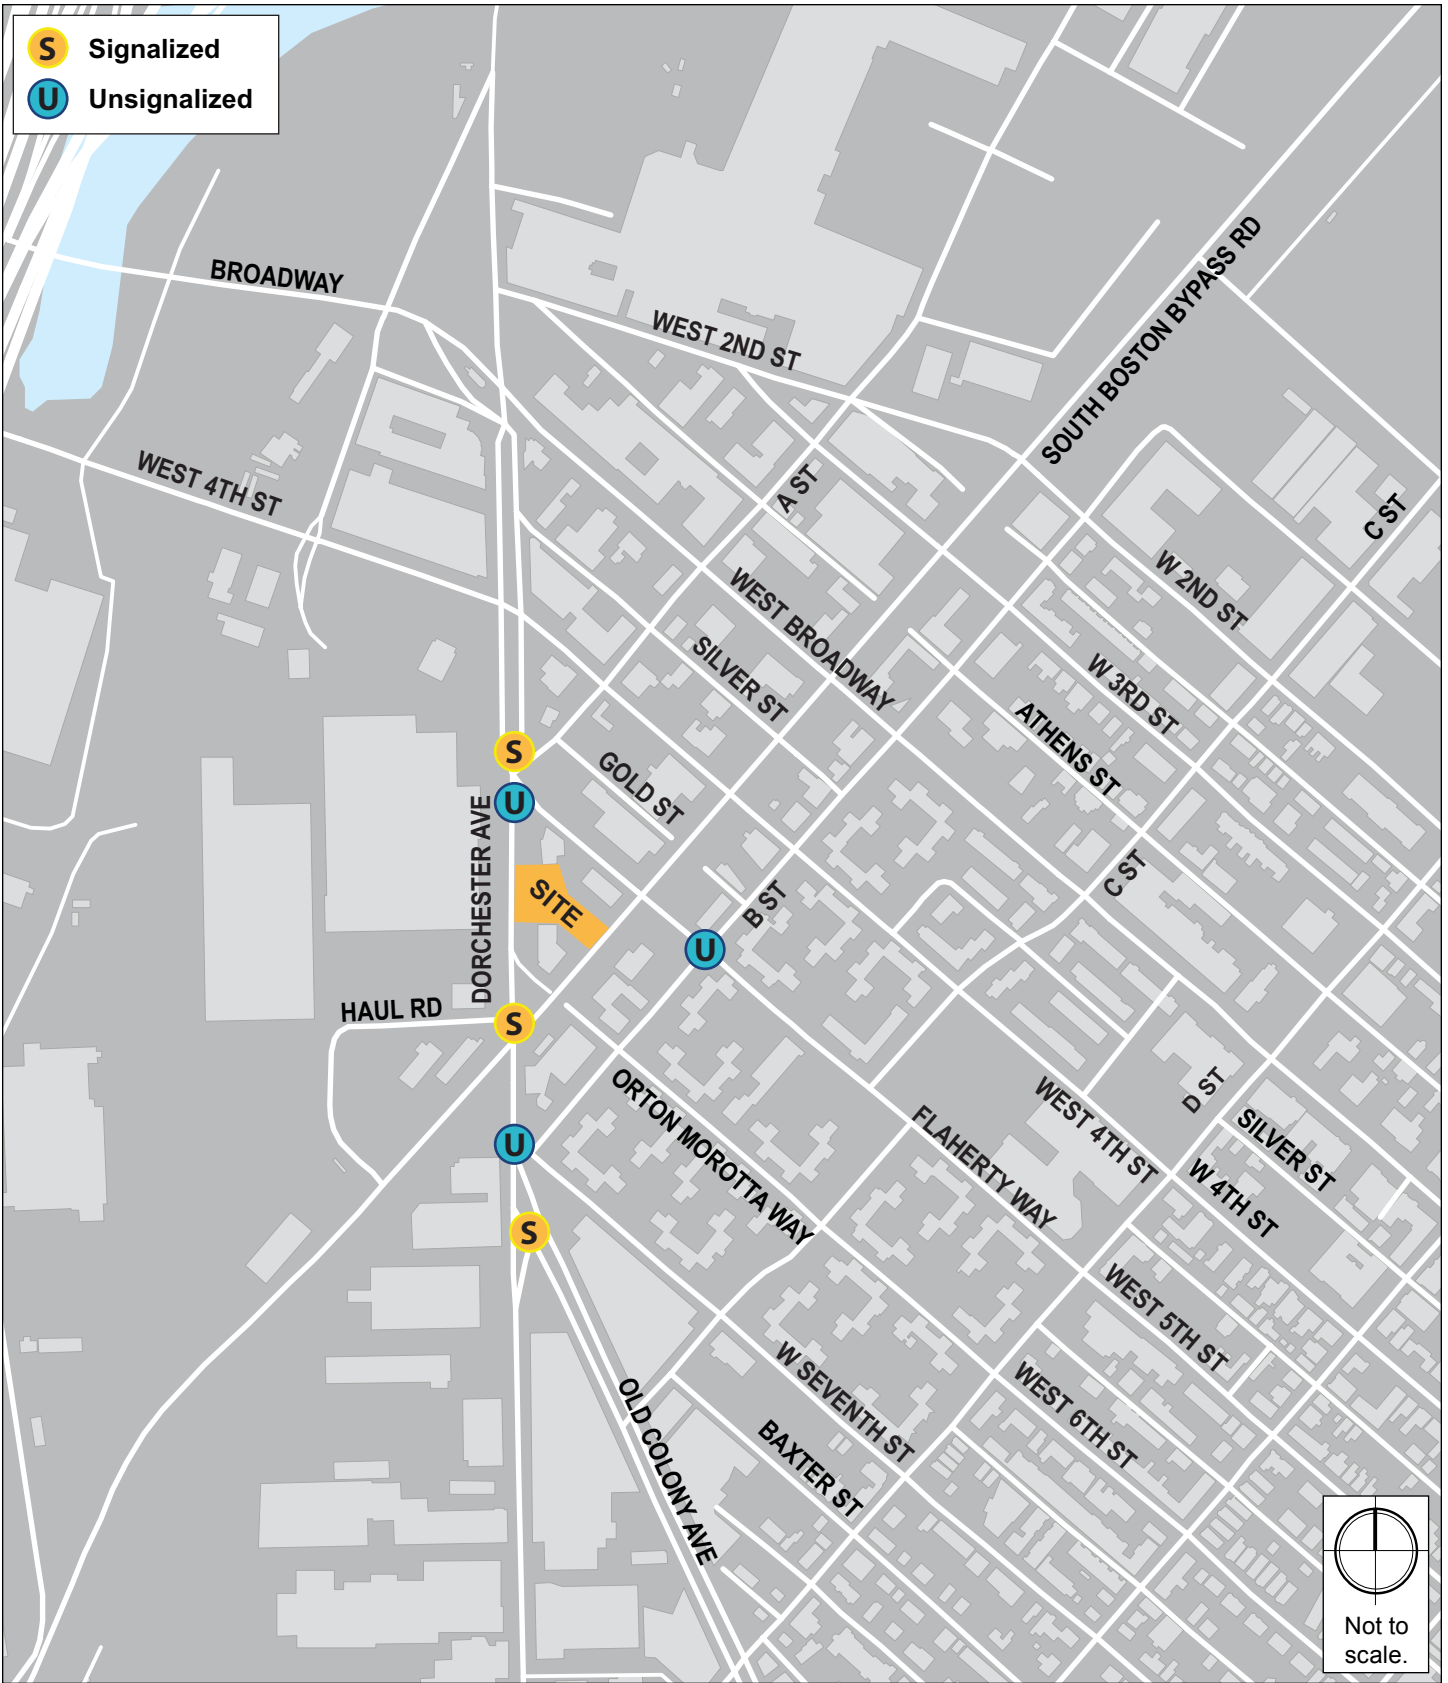 S Signalized
U Unsignalized
BROADWAY
WEST 2ND ST
SOUTH BOSTON BYPASS RD
WEST 4TH ST
A ST
C ST
W 2ND ST
WEST BROADWAY
SILVER ST
W 3RD ST
ATHENS ST
S
GOLD ST
U
DORCHESTER AVE
SITE
B ST
C ST
U
HAUL RD
S
ORTON MOROTTA WAY
WEST 4TH ST
D ST
FLAHERTY WAY
SILVER ST
U
W 4TH ST
S
WEST 5TH ST
W SEVENTH ST
WEST 6TH ST
OLD COLONY AVE
BAXTER ST
Not to
scale.